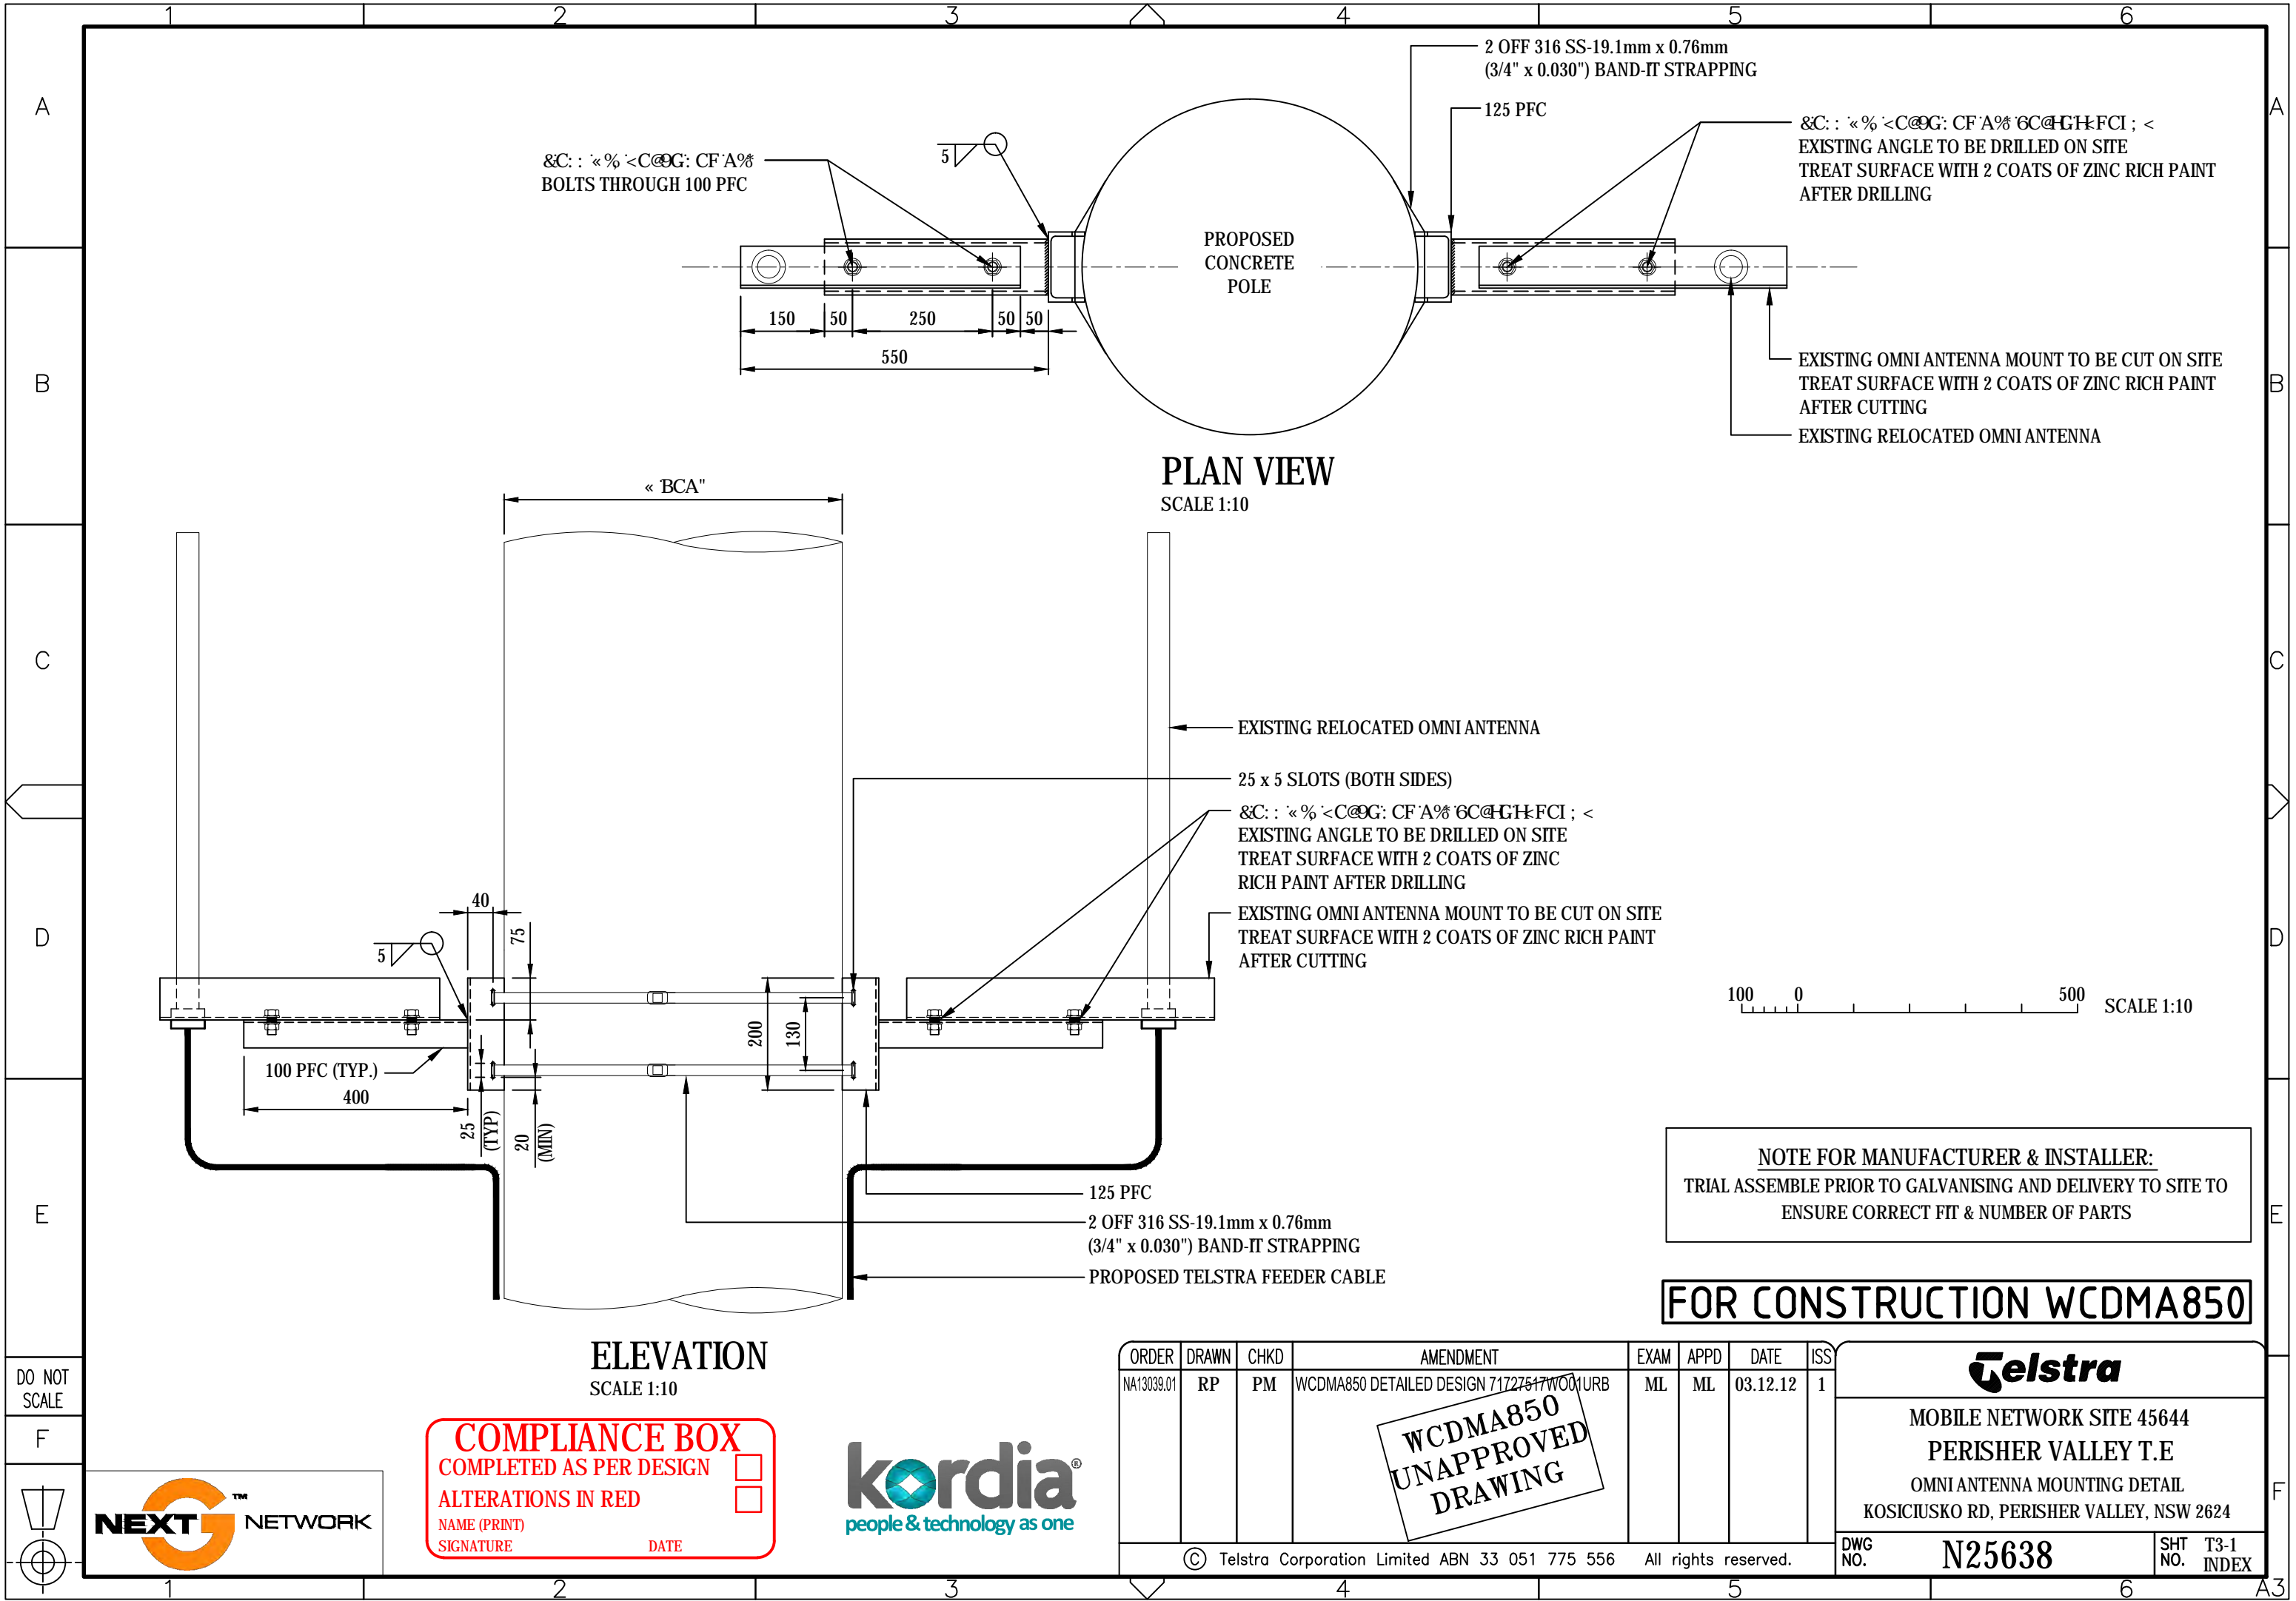 1 2 3 4 5 6
A
B
C
D
E
F
A
B
C
D
E
F
2 OFF 316 SS-19.1mm x 0.76mm
(3/4" x 0.030") BAND-IT STRAPPING
125 PFC
BOLTS THROUGH 100 PFC
5
EXISTING ANGLE TO BE DRILLED ON SITE
TREAT SURFACE WITH 2 COATS OF ZINC RICH PAINT
AFTER DRILLING
PROPOSED
CONCRETE
POLE
150 50 250 50 50
550
EXISTING OMNI ANTENNA MOUNT TO BE CUT ON SITE
TREAT SURFACE WITH 2 COATS OF ZINC RICH PAINT
AFTER CUTTING
EXISTING RELOCATED OMNI ANTENNA
PLAN VIEW
SCALE 1:10
« BCA"
EXISTING RELOCATED OMNI ANTENNA
25 x 5 SLOTS (BOTH SIDES)
EXISTING ANGLE TO BE DRILLED ON SITE
TREAT SURFACE WITH 2 COATS OF ZINC
RICH PAINT AFTER DRILLING
EXISTING OMNI ANTENNA MOUNT TO BE CUT ON SITE
TREAT SURFACE WITH 2 COATS OF ZINC RICH PAINT
AFTER CUTTING
40
75
5
200
130
100 PFC (TYP.)
400
25
(TYP)
20
(MIN)
100 0 500 SCALE 1:10
125 PFC
2 OFF 316 SS-19.1mm x 0.76mm
(3/4" x 0.030") BAND-IT STRAPPING
PROPOSED TELSTRA FEEDER CABLE
ELEVATION
SCALE 1:10
NOTE FOR MANUFACTURER & INSTALLER:
TRIAL ASSEMBLE PRIOR TO GALVANISING AND DELIVERY TO SITE TO
ENSURE CORRECT FIT & NUMBER OF PARTS
FOR CONSTRUCTION WCDMA850
DO NOT
SCALE
NEXT G ™ NETWORK
COMPLIANCE BOX
COMPLETED AS PER DESIGN
ALTERATIONS IN RED
NAME (PRINT)
SIGNATURE DATE
kordia®
people & technology as one
ORDER DRAWN CHKD AMENDMENT EXAM APPD DATE ISS
NA13039.01 RP PM WCDMA850 DETAILED DESIGN 71727517WO01URB ML ML 03.12.12 1
WCDMA850
UNAPPROVED
DRAWING
© Telstra Corporation Limited ABN 33 051 775 556 All rights reserved.
Telstra
MOBILE NETWORK SITE 45644
PERISHER VALLEY T.E
OMNI ANTENNA MOUNTING DETAIL
KOSICIUSKO RD, PERISHER VALLEY, NSW 2624
DWG
NO.
N25638
SHT
NO.
T3-1
INDEX
1 2 3 4 5 6
A3